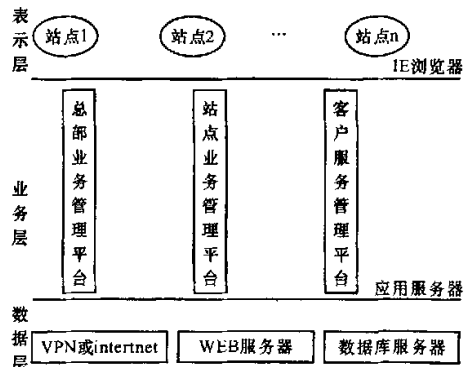 表示层
站点1
站点2
...
站点n
IE浏览器
业务层
总部业务管理平台
站点业务管理平台
客户服务管理平台
应用服务器
数据层
VPN或intertnet
WEB服务器
数据库服务器